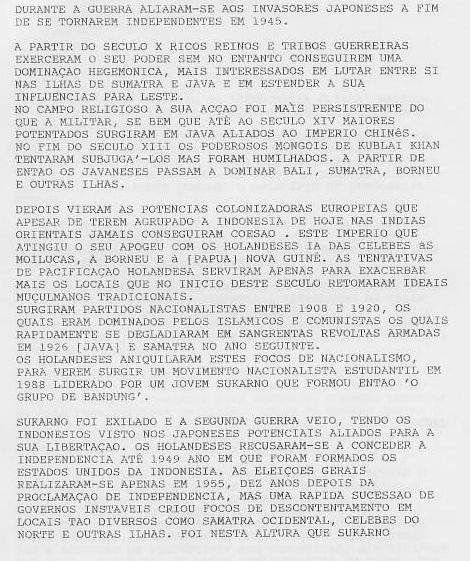 DURANTE A GUERRA ALIARAM-SE AOS INVASORES JAPONESES A FIM
DE SE TORNAREM INDEPENDENTES EM 1945.
A PARTIR DO SECULO X RICOS REINOS E TRIBOS GUERREIRAS
EXERCERAM O SEU PODER SEM NO ENTANTO CONSEGUIREM UMA
DOMINAÇAO HEGEMONICA, MAIS INTERESSADOS EM LUTAR ENTRE SI
NAS ILHAS DE SUMATRA E JAVA E EM ESTENDER A SUA
INFLUENCIAS PARA LESTE.
NO CAMPO RELIGIOSO A SUA ACÇAO FOI MAIS PERSISTRENTE DO
QUE A MILITAR, SE BEM QUE ATÉ AO SECULO XIV MAIORES
POTENTADOS SURGIRAM EM JAVA ALIADOS AO IMPERIO CHINêS.
NO FIM DO SECULO XIII OS PODEROSOS MONGOIS DE KUBLAI KHAN
TENTARAM SUBJUGA'-LOS MAS FORAM HUMILHADOS. A PARTIR DE
ENTAO OS JAVANESES PASSAM A DOMINAR BALI, SUMATRA, BORNEU
E OUTRAS ILHAS.
DEPOIS VIERAM AS POTENCIAS COLONIZADORAS EUROPEIAS QUE
APESAR DE TEREM AGRUPADO A INDONESIA DE HOJE NAS INDIAS
ORIENTAIS JAMAIS CONSEGUIRAM COESAO . ESTE IMPERIO QUE
ATINGIU O SEU APOGEU COM OS HOLANDESES IA DAS CELEBES àS
MOILUCAS, A BORNEU E à [PAPUA] NOVA GUINÉ. AS TENTATIVAS
DE PACIFICAÇAO HOLANDESA SERVIRAM APENAS PARA EXACERBAR
MAIS OS LOCAIS QUE NO INICIO DESTE SECULO RETOMARAM IDEAIS
MUÇULMANOS TRADICIONAIS.
SURGIRAM PARTIDOS NACIONALISTAS ENTRE 1908 E 1920, OS
QUAIS ERAM DOMINADOS PELOS ISLAMICOS E COMUNISTAS OS QUAIS
RAPIDAMENTE SE DEGLADIARAM EM SANGRENTAS REVOLTAS ARMADAS
EM 1926 [JAVA] E SAMATRA NO ANO SEGUINTE.
OS HOLANDESES ANIQUILARAM ESTES FOCOS DE NACIONALISMO,
PARA VEREM SURGIR UM MOVIMENTO NACIONALISTA ESTUDANTIL EM
1988 LIDERADO POR UM JOVEM SUKARNO QUE FORMOU ENTAO 'O
GRUPO DE BANDUNG'.
SUKARNO FOI EXILADO E A SEGUNDA GUERRA VEIO, TENDO OS
INDONESIOS VISTO NOS JAPONESES POTENCIAIS ALIADOS PARA A
SUA LIBERTAÇAO. OS HOLANDESES RECUSARAM-SE A CONCEDER A
INDEPENDENCIA ATÉ 1949 ANO EM QUE FORAM FORMADOS OS
ESTADOS UNIDOS DA INDONESIA. AS ELEIÇOES GERAIS
REALIZARAM-SE APENAS EM 1955, DEZ ANOS DEPOIS DA
PROCLAMAÇAO DE INDEPENDENCIA, MAS UMA RAPIDA SUCESSAO DE
GOVERNOS INSTAVEIS CRIOU FOCOS DE DESCONTENTAMENTO EM
LOCAIS TAO DIVERSOS COMO SAMATRA OCIDENTAL, CELEBES DO
NORTE E OUTRAS ILHAS. FOI NESTA ALTURA QUE SUKARNO